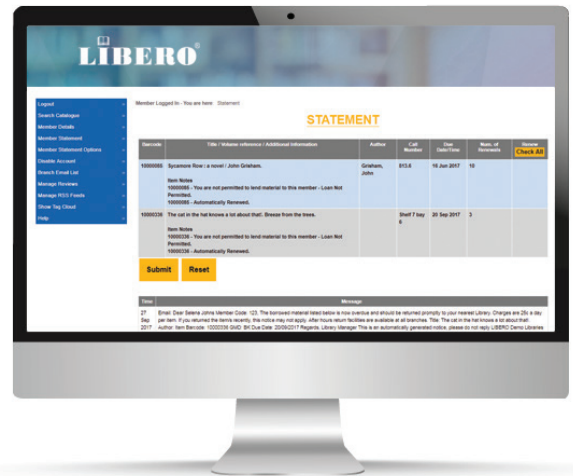 LIBERO®
Logout
Search Catalogue
Member Details
Member Statement
Member Statement Options
Disable Account
Branch Email List
Manage Reviews
Manage RSS Feeds
Show Tag Cloud
Help
Member Logged In - You are here: Statement
STATEMENT
Barcode Title / Volume reference / Additional Information Author Call Number Due Date/Time Num. of Renewals Renew Check All
10000085 Sycamore Row : a novel / John Grisham. Grisham, John 813.6 15 Jun 2017 10
Item Notes
10000085 - You are not permitted to lend material to this member - Loan Not
Permitted.
10000085 - Automatically Renewed.
10000336 The cat in the hat knows a lot about that!. Breeze from the trees. Shelf 7 bay 6 20 Sep 2017 3
Item Notes
10000336 - You are not permitted to lend material to this member - Loan Not
Permitted.
10000336 - Automatically Renewed.
Submit Reset
Time Message
27 Email: Dear Selena Johns Member Code: 123, The borrowed material listed below is now overdue and should be returned promptly to your nearest Library. Charges are 25c a day
Sep per item. If you returned the item/s recently, this notice may not apply. After hours return facilities are available at all branches. Title: The cat in the hat knows a lot about that!.
2017 Author: Item Barcode: 10000336 GMD: BK Due Date: 20/09/2017 Regards, Library Manager This is an automatically generated notice, please do not reply LIBERO Demo Libraries